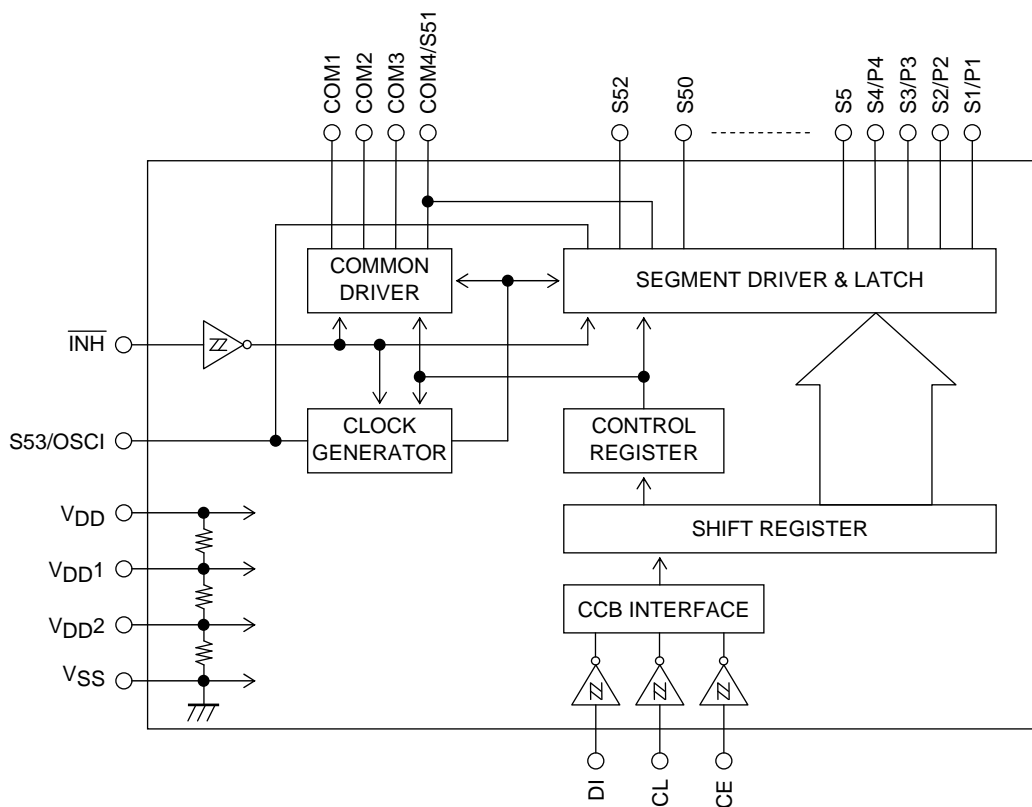 COM1
COM2
COM3
COM4/S51
S52
S50
S5
S4/P4
S3/P3
S2/P2
S1/P1
COMMON
DRIVER
SEGMENT DRIVER & LATCH
INH
S53/OSCI
CLOCK
GENERATOR
CONTROL
REGISTER
VDD
SHIFT REGISTER
VDD1
CCB INTERFACE
VDD2
VSS
DI
CL
CE